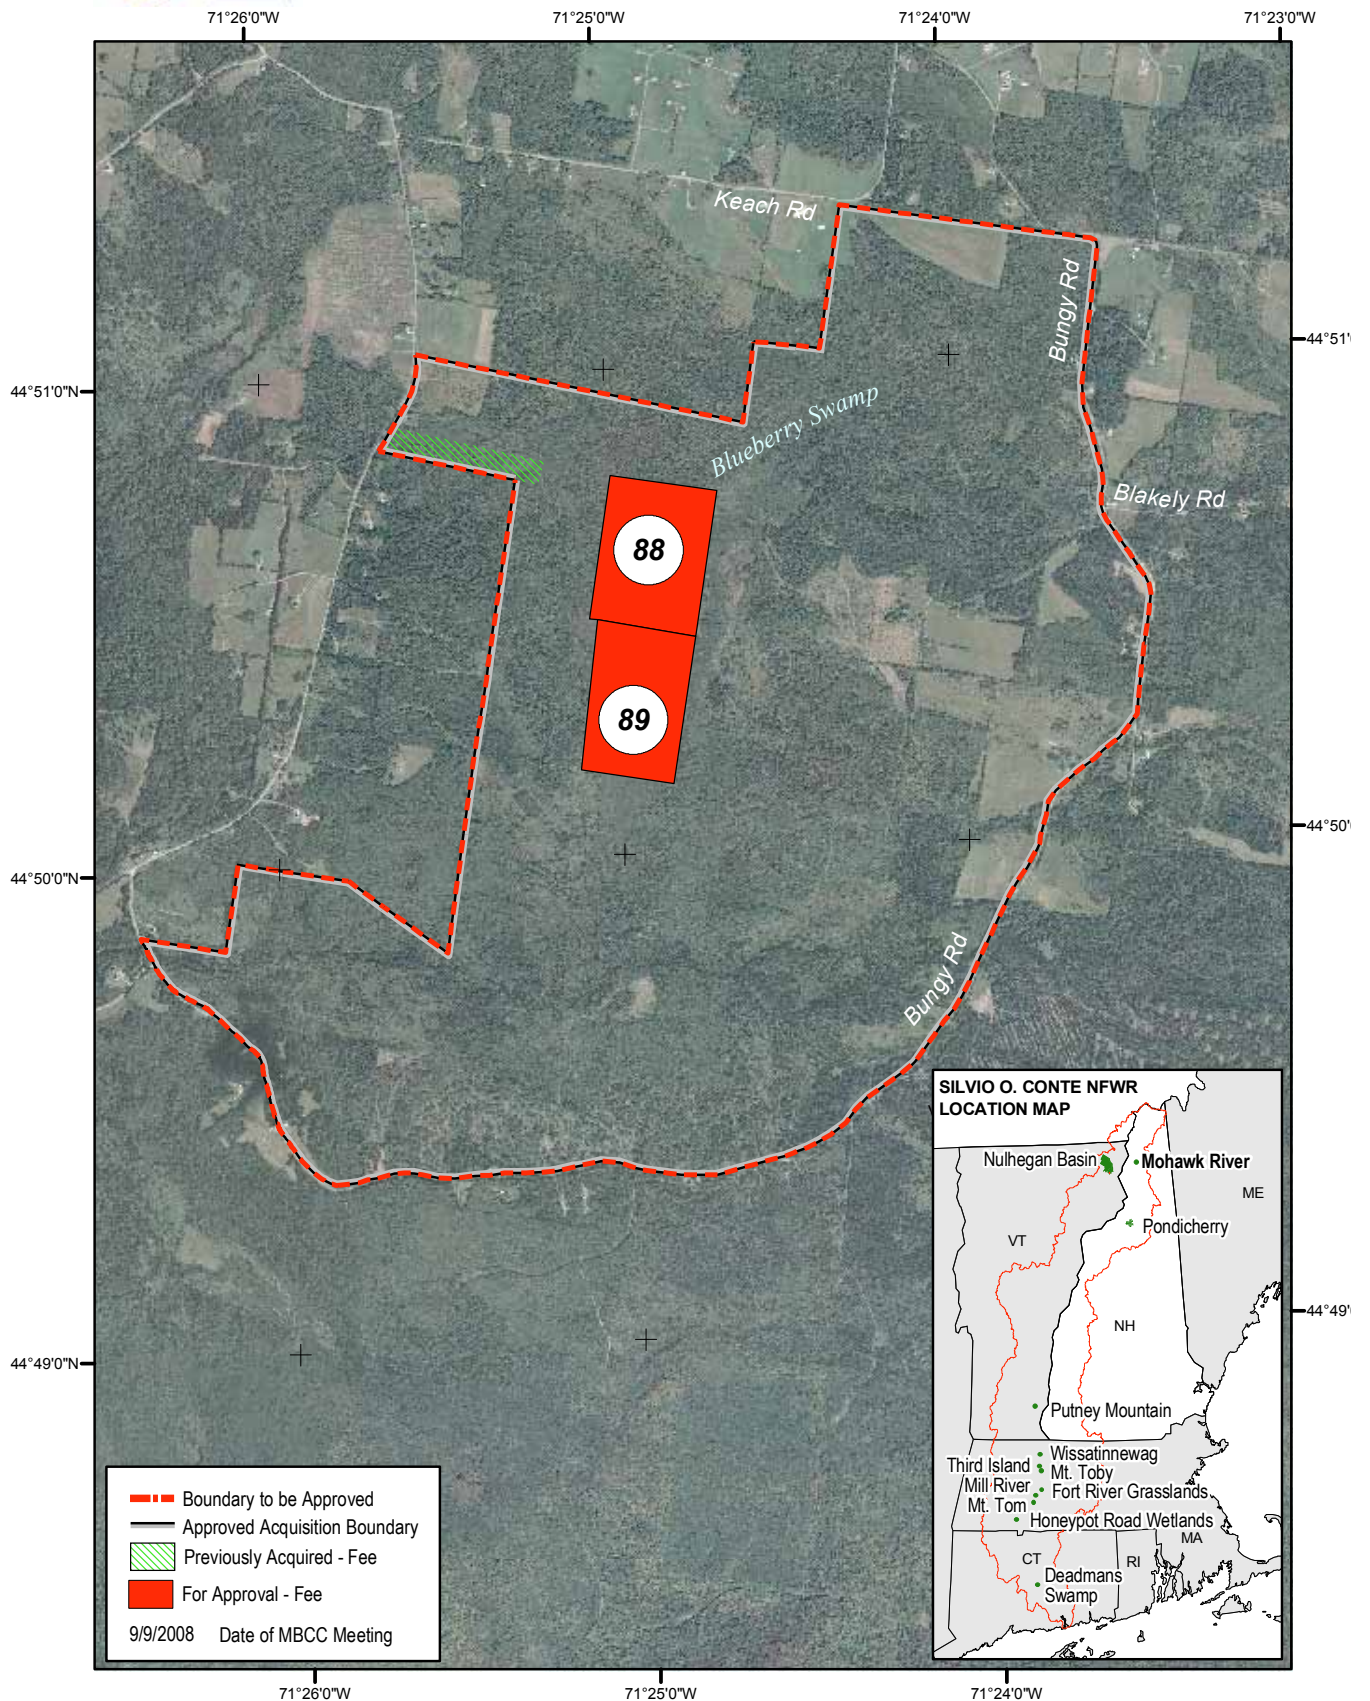 71°26'0"W 71°25'0"W 71°24'0"W 71°23'0"W
Keach Rd
Bungy Rd
44°51'0"N
44°51'
Blueberry Swamp
Blakely Rd
88
89
44°50'
44°50'0"N
Bungy Rd
44°49'
44°49'0"N
SILVIO O. CONTE NFWR
LOCATION MAP
Nulhegan Basin
Mohawk River
ME
Pondicherry
VT
NH
Putney Mountain
Wissatinnewag
Third Island
Mt. Toby
Mill River
Fort River Grasslands
Mt. Tom
Honeypot Road Wetlands
MA
CT
RI
Deadmans
Swamp
Boundary to be Approved
Approved Acquisition Boundary
Previously Acquired - Fee
For Approval - Fee
9/9/2008 Date of MBCC Meeting
71°26'0"W 71°25'0"W 71°24'0"W